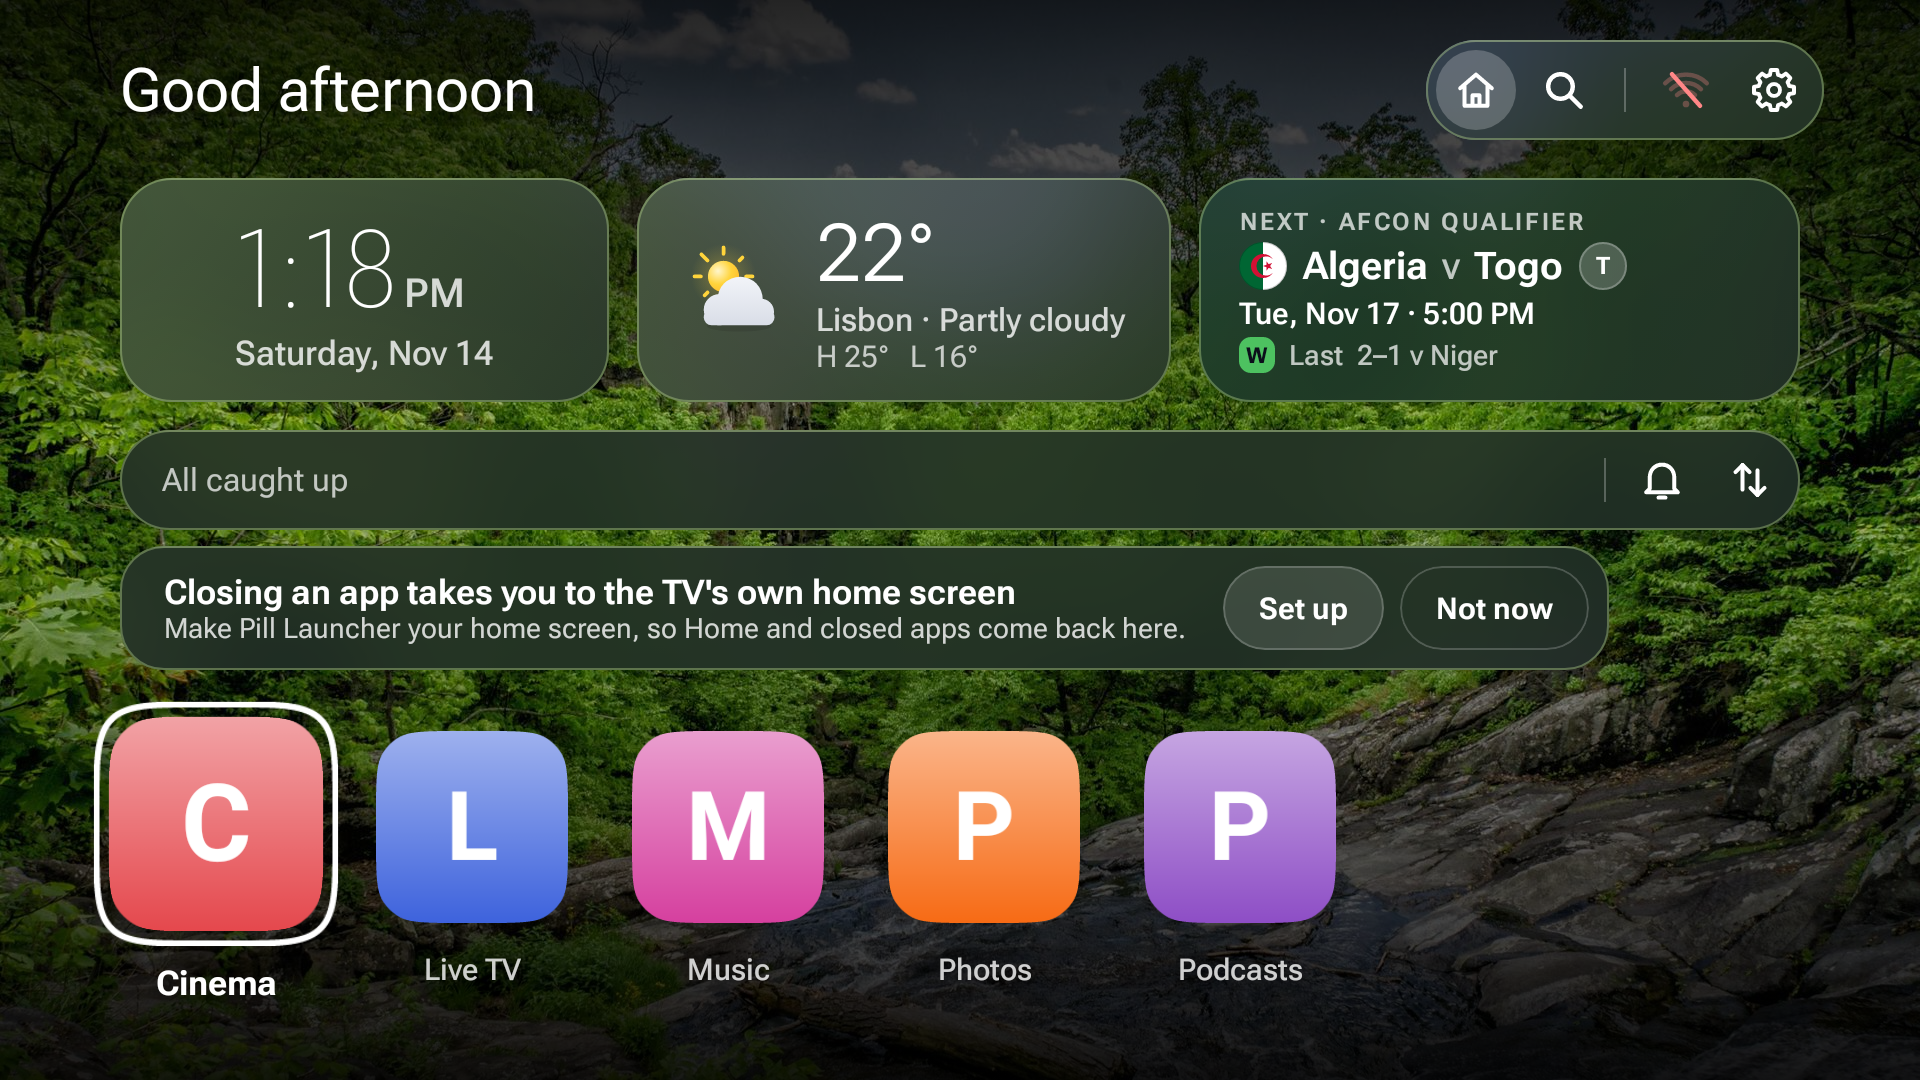 Good afternoon
1:18 PM
Saturday, Nov 14
22°
Lisbon · Partly cloudy
H 25° L 16°
NEXT · AFCON QUALIFIER
Algeria v Togo T
Tue, Nov 17 · 5:00 PM
W Last 2–1 v Niger
All caught up
Closing an app takes you to the TV's own home screen
Make Pill Launcher your home screen, so Home and closed apps come back here.
Set up
Not now
C
L
M
P
P
Cinema
Live TV
Music
Photos
Podcasts